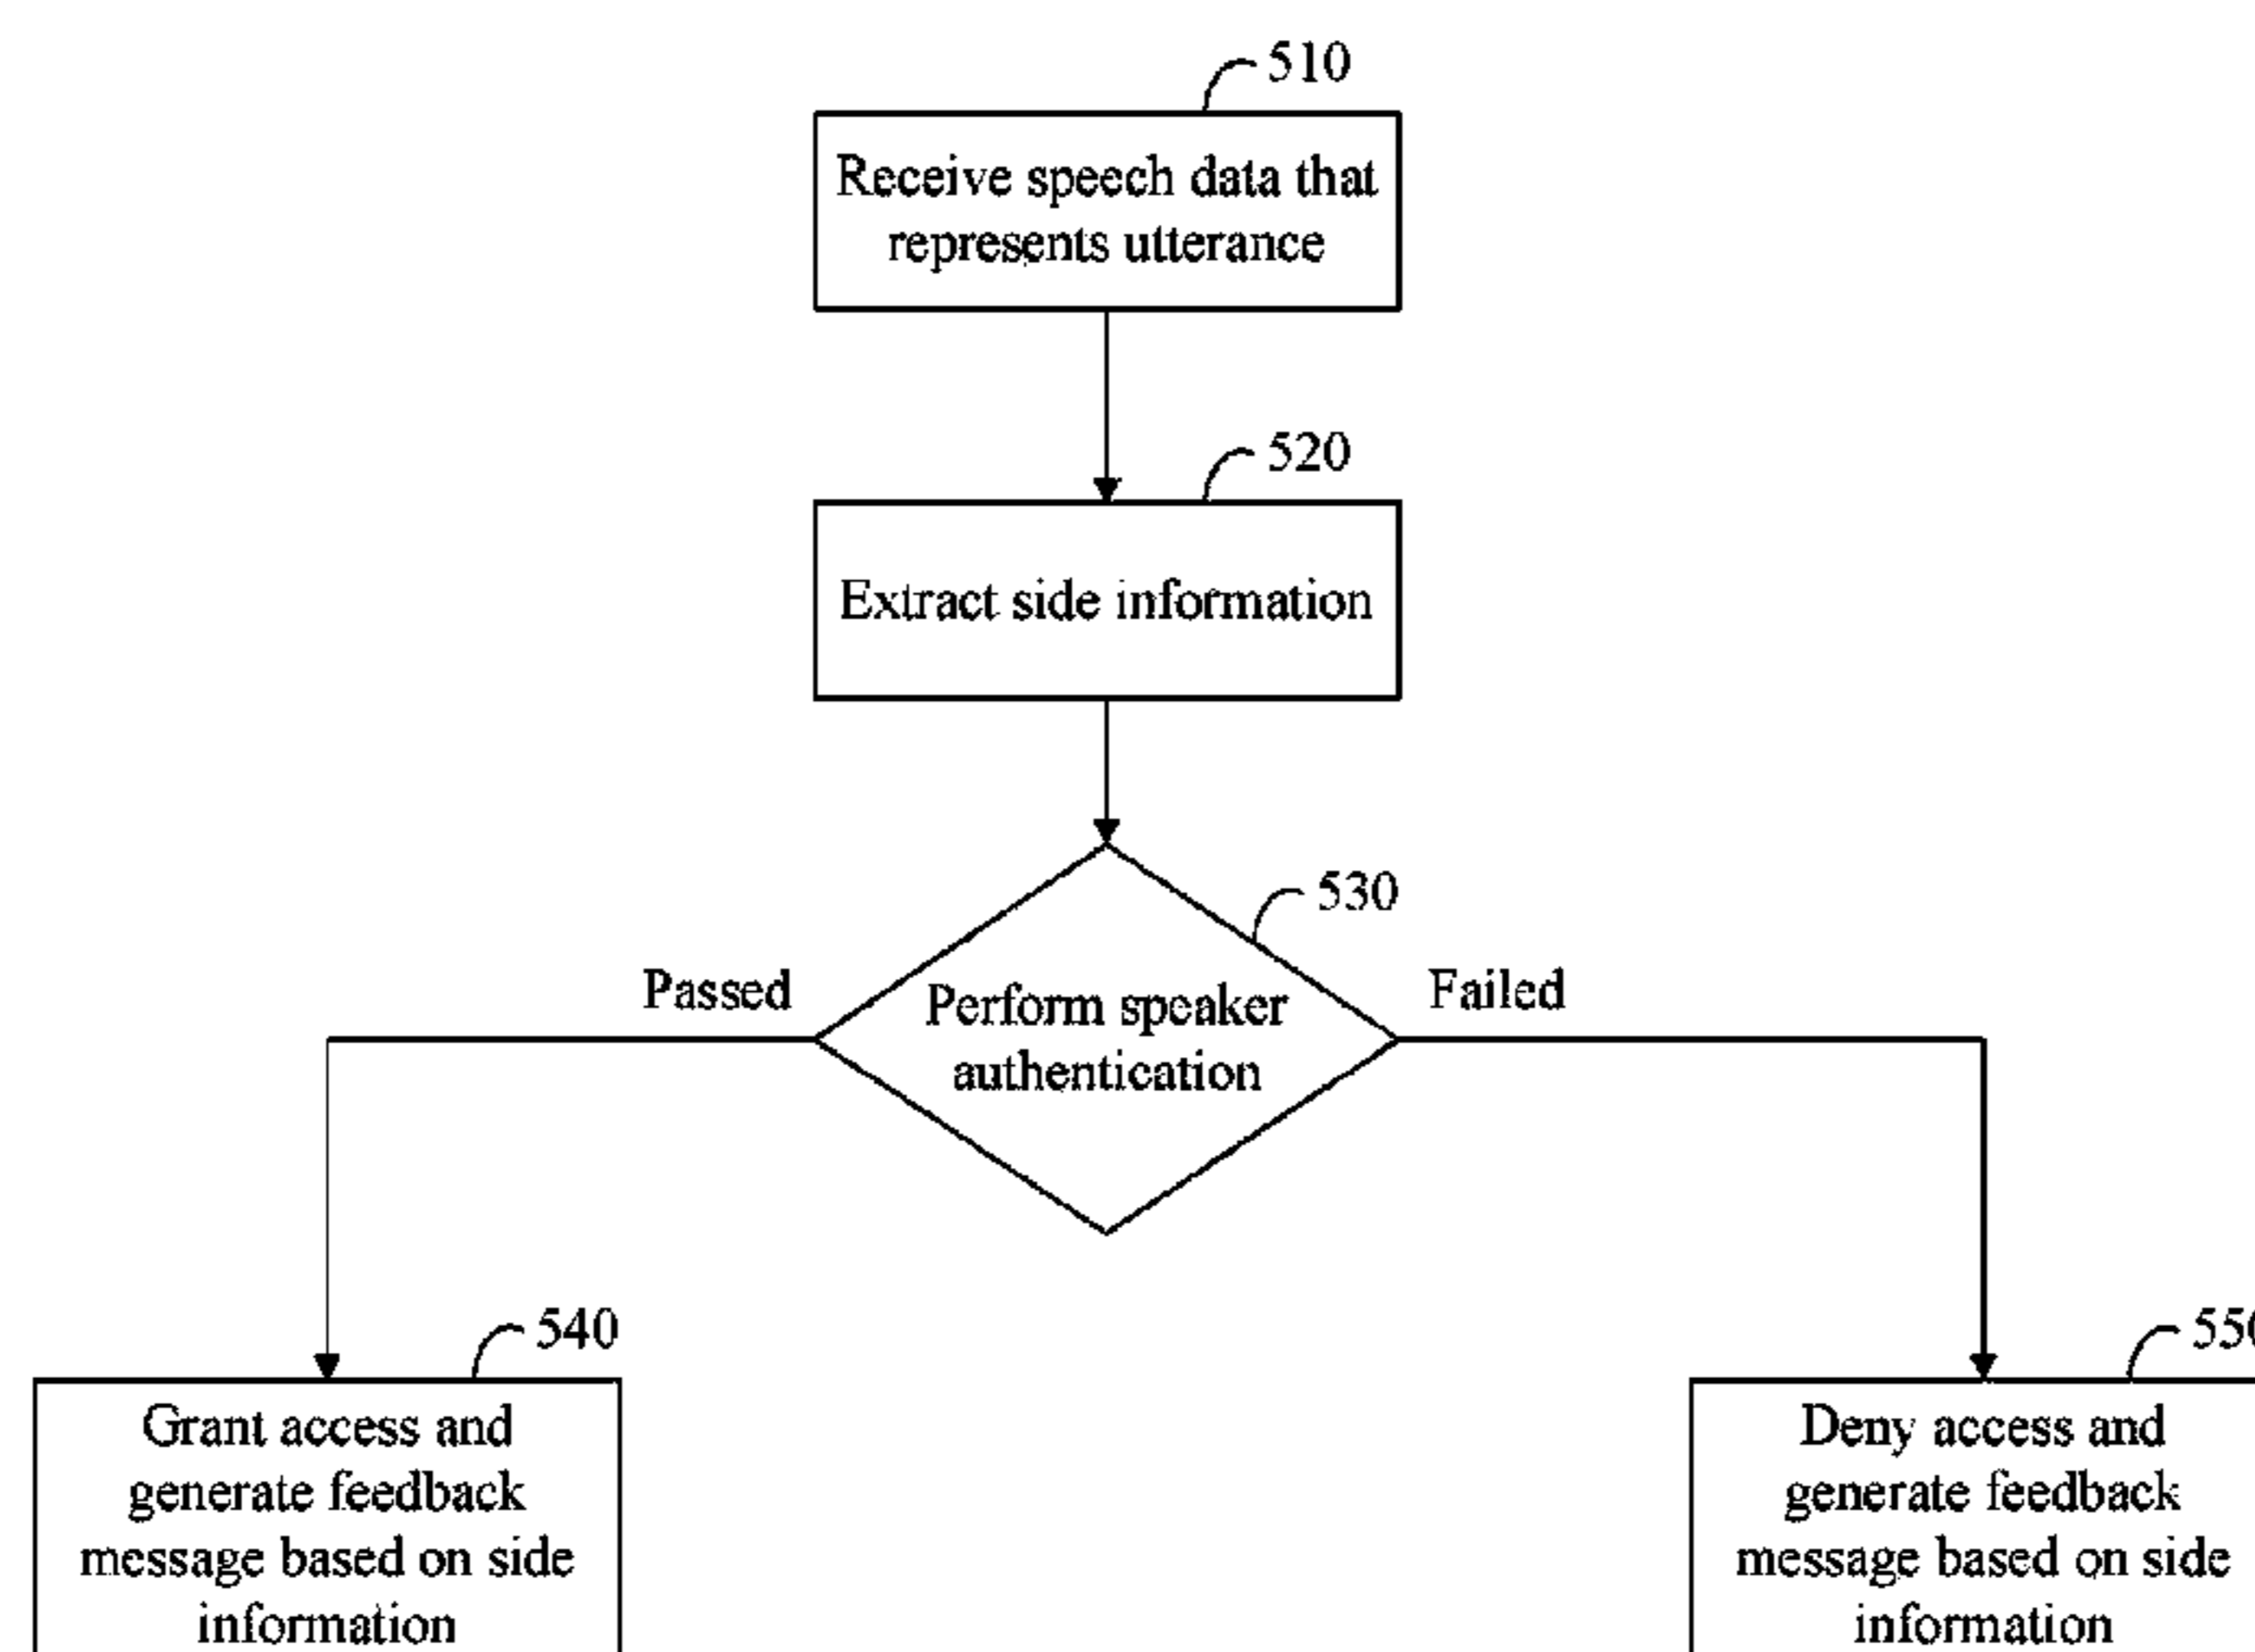 510
Receive speech data that
represents utterance
520
Extract side information
530
Passed
Perform speaker
authentication
Failed
540
Grant access and
generate feedback
message based on side
information
550
Deny access and
generate feedback
message based on side
information